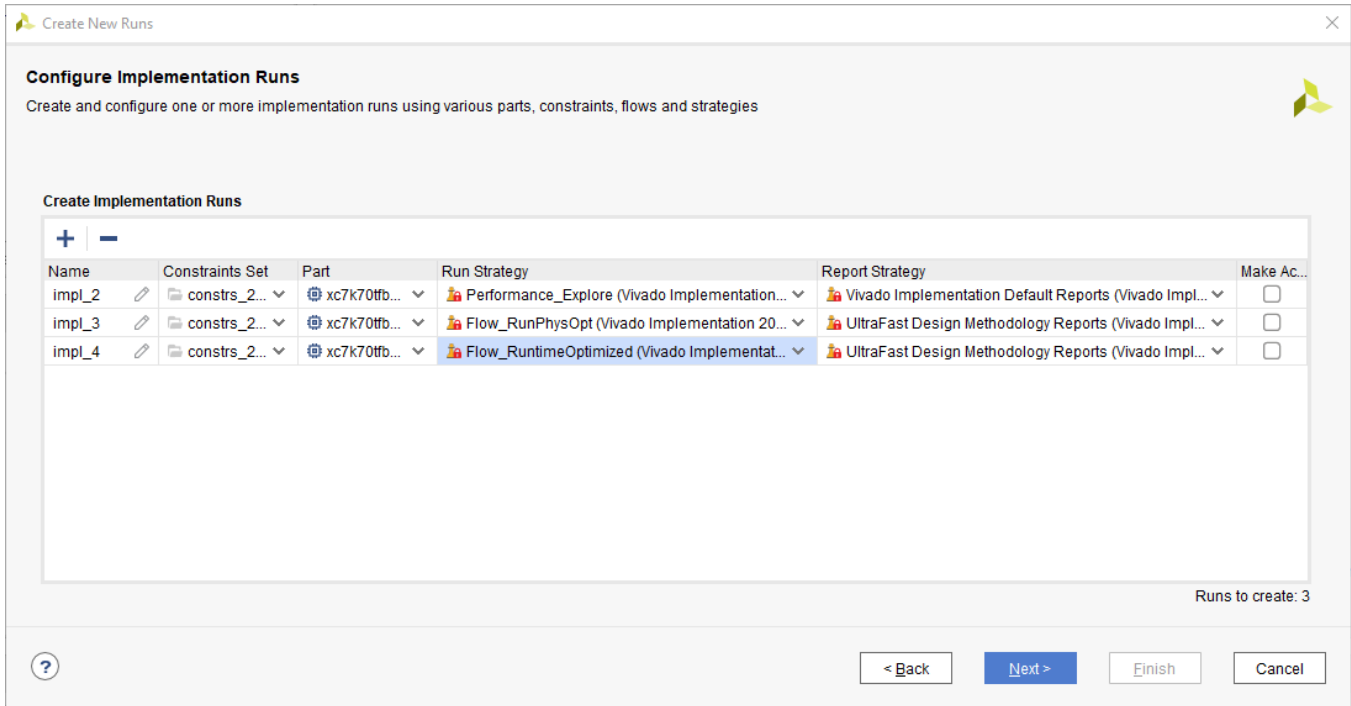 Create New Runs
Configure Implementation Runs
Create and configure one or more implementation runs using various parts, constraints, flows and strategies
Create Implementation Runs
Name Constraints Set Part Run Strategy Report Strategy Make Ac...
impl_2 constrs_2... xc7k70tfb... Performance_Explore (Vivado Implementation... Vivado Implementation Default Reports (Vivado Impl...
impl_3 constrs_2... xc7k70tfb... Flow_RunPhysOpt (Vivado Implementation 20... UltraFast Design Methodology Reports (Vivado Impl...
impl_4 constrs_2... xc7k70tfb... Flow_RuntimeOptimized (Vivado Implementat... UltraFast Design Methodology Reports (Vivado Impl...
Runs to create: 3
? < Back Next > Finish Cancel